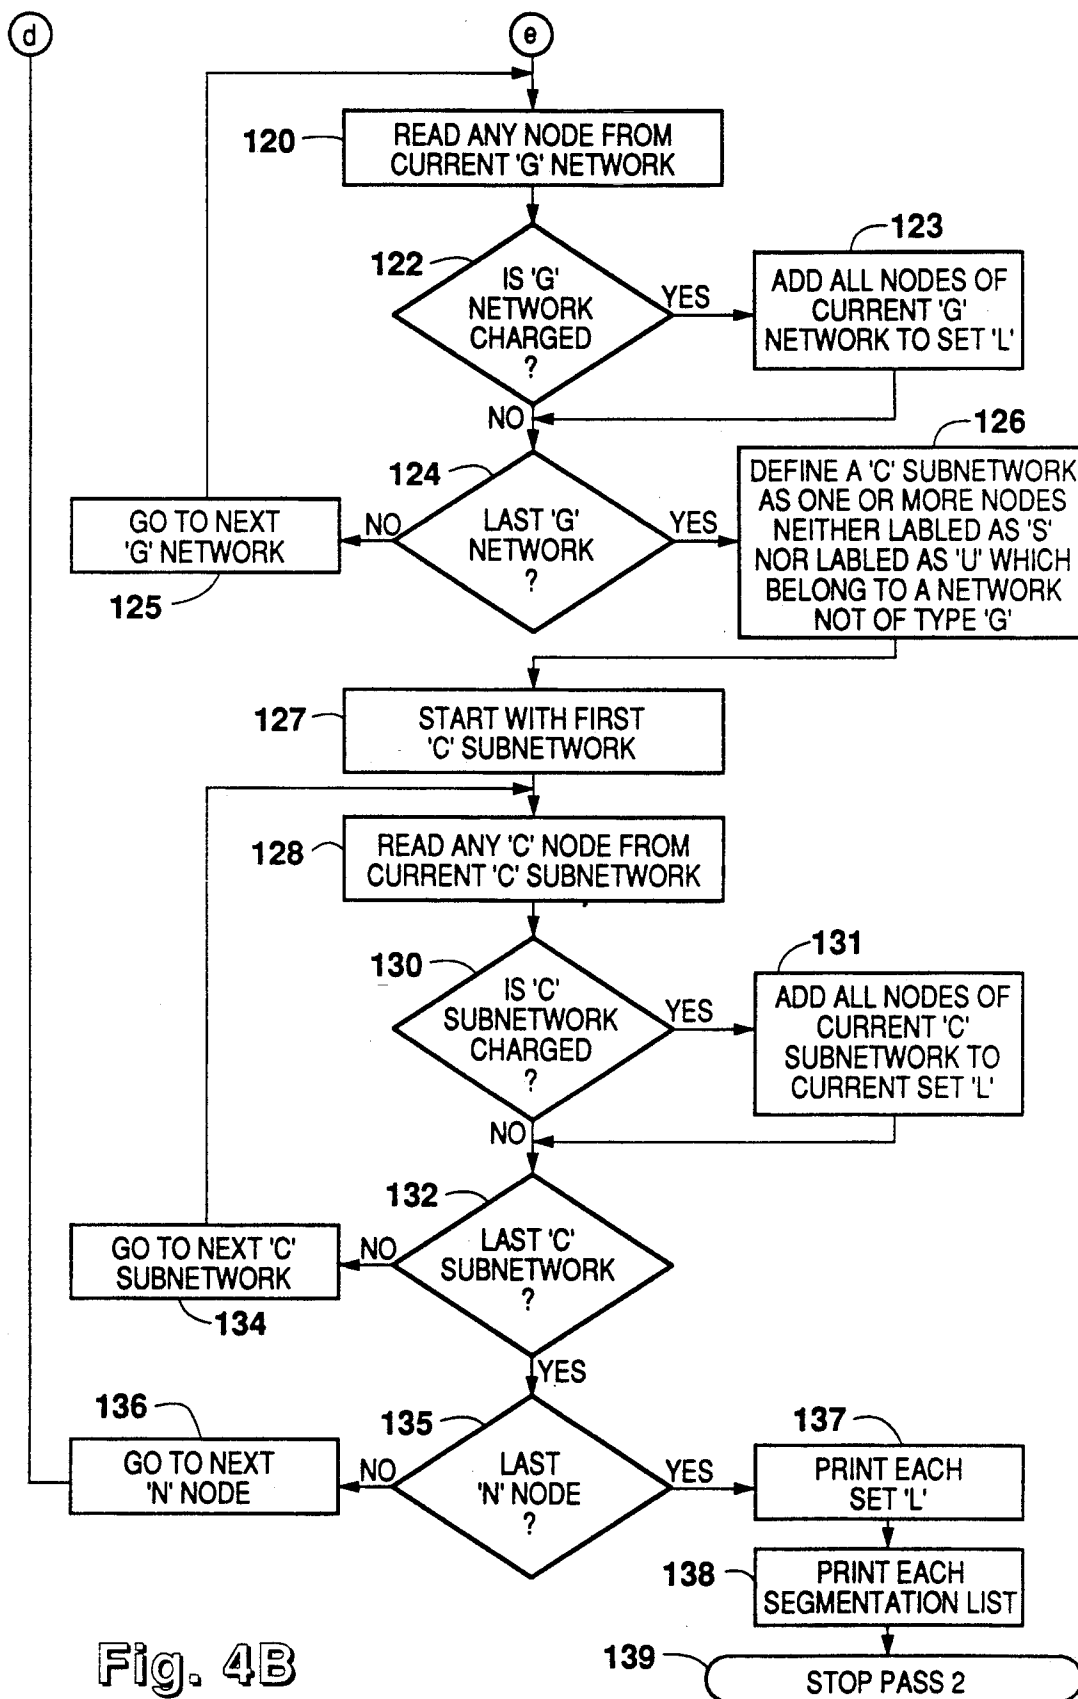 d
e
120
READ ANY NODE FROM
CURRENT 'G' NETWORK
122
IS 'G'
NETWORK
CHARGED
?
YES
123
ADD ALL NODES OF
CURRENT 'G'
NETWORK TO SET 'L'
NO
124
LAST 'G'
NETWORK
?
NO
YES
GO TO NEXT
'G' NETWORK
125
126
DEFINE A 'C' SUBNETWORK
AS ONE OR MORE NODES
NEITHER LABLED AS 'S'
NOR LABLED AS 'U' WHICH
BELONG TO A NETWORK
NOT OF TYPE 'G'
127
START WITH FIRST
'C' SUBNETWORK
128
READ ANY 'C' NODE FROM
CURRENT 'C' SUBNETWORK
130
IS 'C'
SUBNETWORK
CHARGED
?
YES
131
ADD ALL NODES OF
CURRENT 'C'
SUBNETWORK TO
CURRENT SET 'L'
NO
132
LAST 'C'
SUBNETWORK
?
NO
GO TO NEXT 'C'
SUBNETWORK
134
YES
135
LAST
'N' NODE
?
NO
YES
136
GO TO NEXT
'N' NODE
137
PRINT EACH
SET 'L'
138
PRINT EACH
SEGMENTATION LIST
139
STOP PASS 2
Fig. 4B